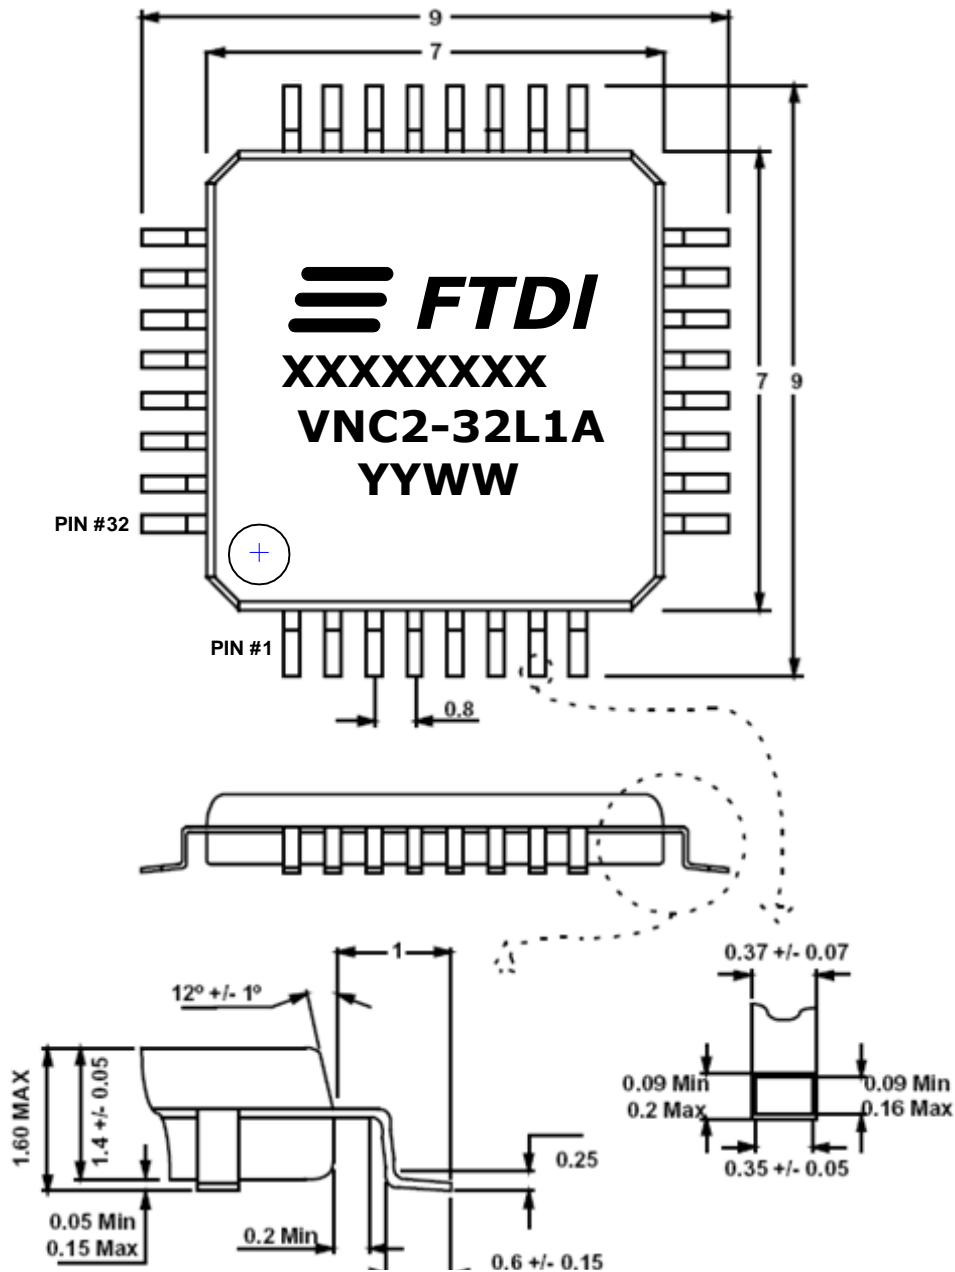 9
7
FTDI
XXXXXXXX
VNC2-32L1A
YYWW
7 9
PIN #32
PIN #1
0.8
1
12º +/- 1º
1.60 MAX
1.4 +/- 0.05
0.25
0.05 Min
0.15 Max
0.2 Min
0.6 +/- 0.15
0.37 +/- 0.07
0.09 Min
0.2 Max
0.09 Min
0.16 Max
0.35 +/- 0.05